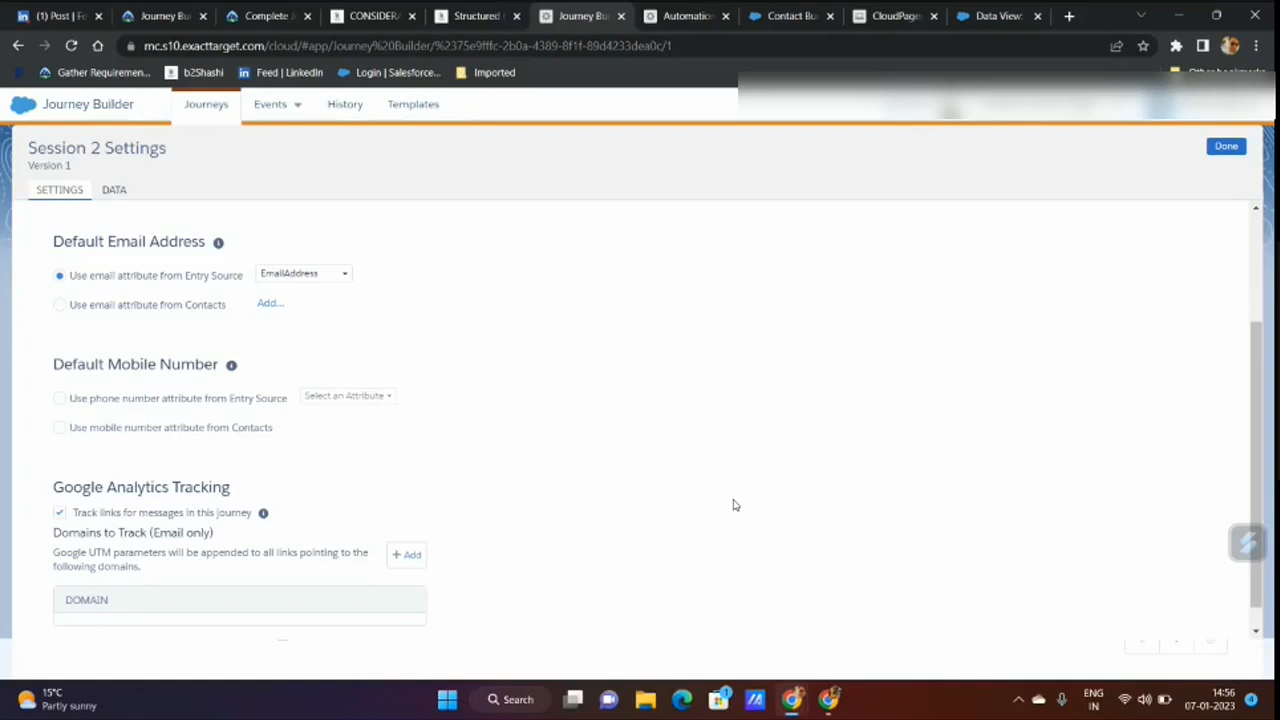 [1] Post | Fe
Journey Bui
Complete J
CONSIDERA
Structured r
Journey Bui
Automation
Contact Bu
CloudPage
Data View:
mc.s10.exacttarget.com/cloud/#app/Journey%20Builder/%2375e9fffc-2b0a-4389-8f1f-89d4233dea0c/1
Gather Requiremen...
b2Shashi
Feed | LinkedIn
Login | Salesforce...
Imported
Journey Builder
Journeys
Events
History
Templates
Session 2 Settings
Done
Version 1
SETTINGS DATA
Default Email Address
Use email attribute from Entry Source EmailAddress
Use email attribute from Contacts Add...
Default Mobile Number
Use phone number attribute from Entry Source Select an Attribute
Use mobile number attribute from Contacts
Google Analytics Tracking
Track links for messages in this journey
Domains to Track (Email only)
Google UTM parameters will be appended to all links pointing to the
following domains.
+ Add
DOMAIN
15°C
Partly sunny
Search
ENG
IN
14:56
07-01-2023
4